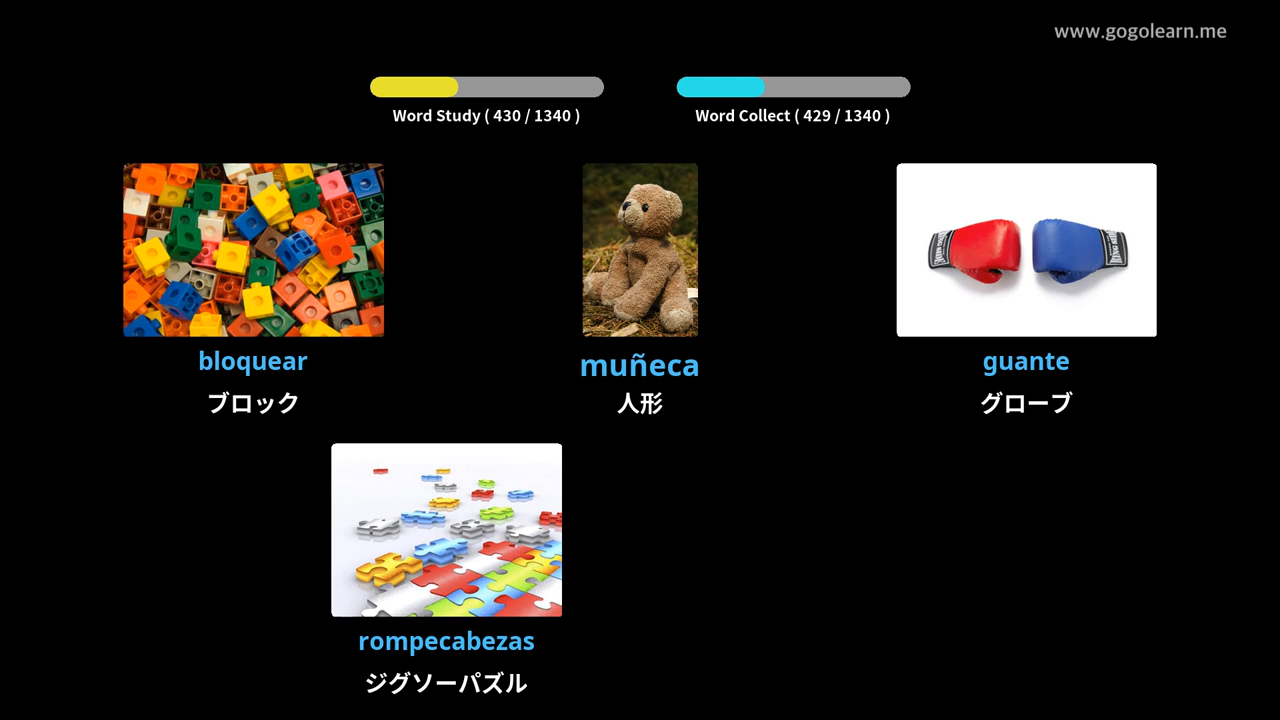 www.gogolearn.me
Word Study ( 430 / 1340 )
Word Collect ( 429 / 1340 )
bloquear
muñeca
guante
ブロック
人形
グローブ
rompecabezas
ジグソーパズル